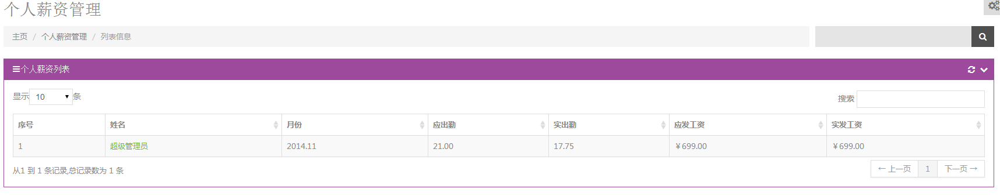 个人薪资管理
主页 / 个人薪资管理 / 列表信息
个人薪资列表
显示 10 条
搜索
序号 姓名 月份 应出勤 实出勤 应发工资 实发工资
1 超级管理员 2014.11 21.00 17.75 ￥699.00 ￥699.00
从1 到 1 条记录,总记录数为 1 条
← 上一页 1 下一页 →